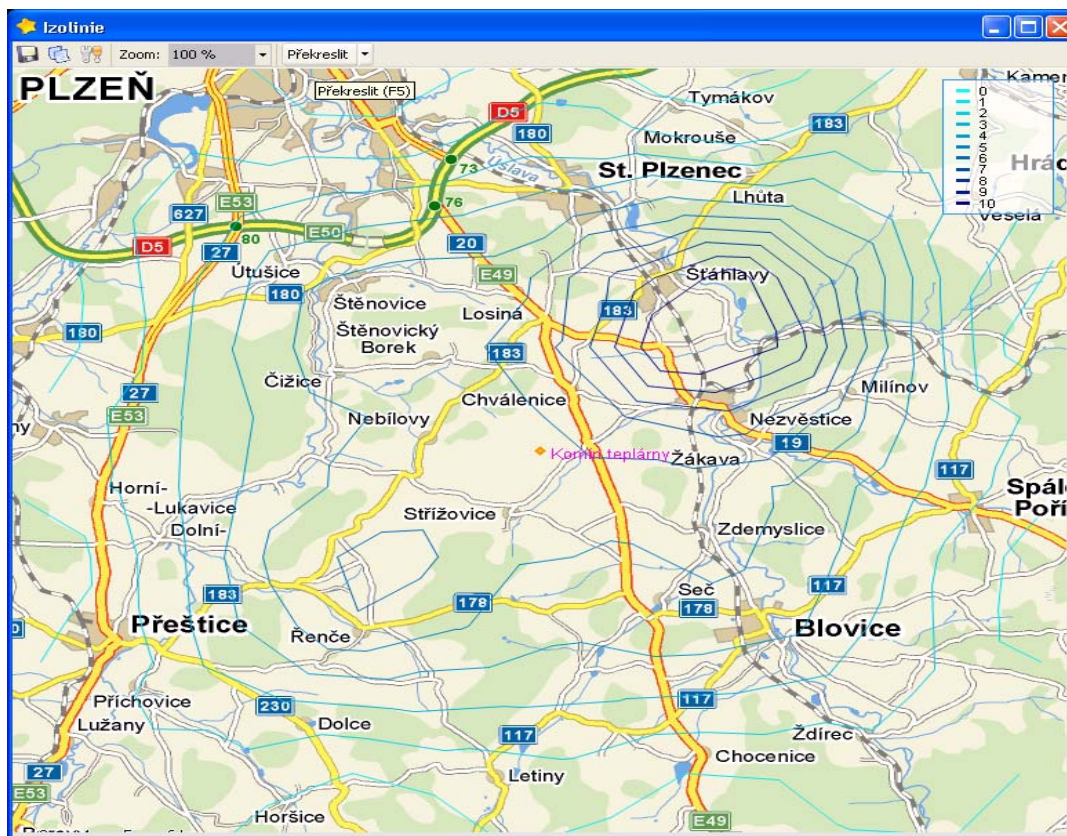 Izolinie
Zoom: 100 % Překreslit
Překreslit (F5)
PLZEŇ
D5
180
Tymákov
Mokrouše
183
0
1
2
3
4
5
6
7
8
9
10
73
Úslava
St. Plzenec
Lhůta
Veselá
E53
627
76
D5
80
E50
27
20
E49
Útušice
180
Štěnovice
Losiná
183
Šťáhlavy
180
Štěnovický
Borek
183
27
Čižice
Chválenice
Milínov
E53
Nebílovy
Nezvěstice
19
Komín teplárny
Žákava
117
Horní-
-Lukavice
Dolní-
Střížovice
Zdemyslice
183
178
Seč
178
117
Přeštice
Řenče
Blovice
Příchovice
230
117
Lužany
Dolce
117
Ždírec
27
Letiny
Chocenice
E53
Horšice
E49